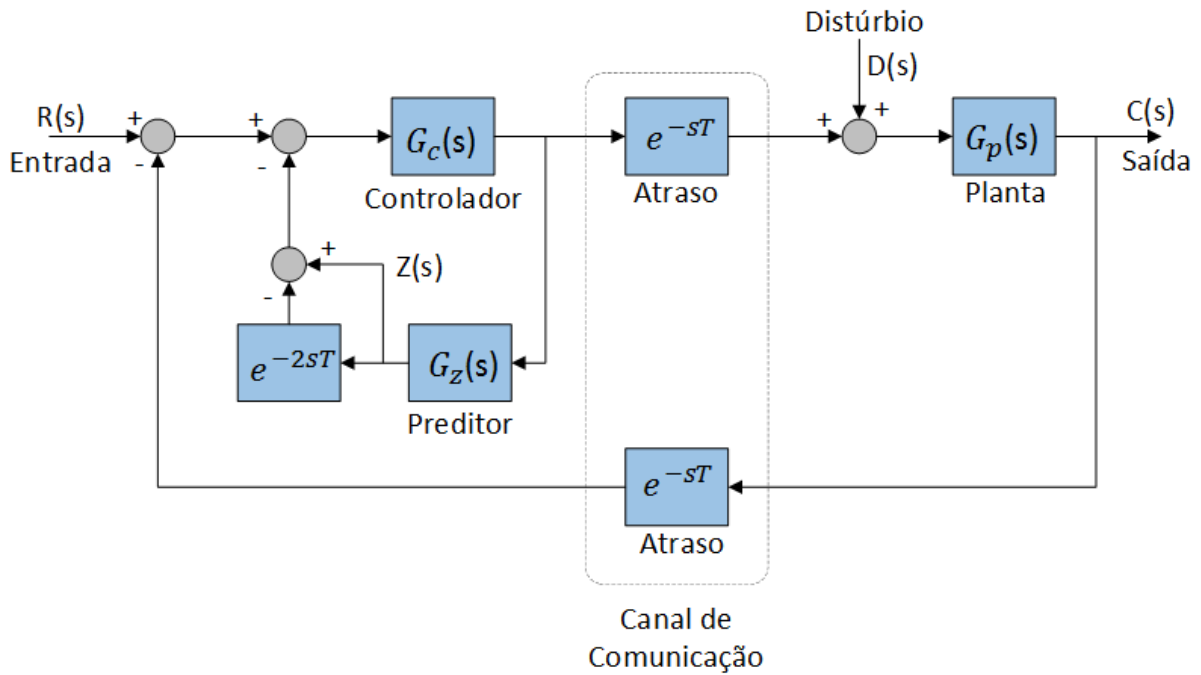 Distúrbio
D(s)
R(s)
+
-
Entrada
+
-
G_c(s)
Controlador
e^{-sT}
Atraso
+
+
G_p(s)
Planta
C(s)
Saída
+
-
Z(s)
e^{-2sT}
G_z(s)
Preditor
e^{-sT}
Atraso
Canal de
Comunicação